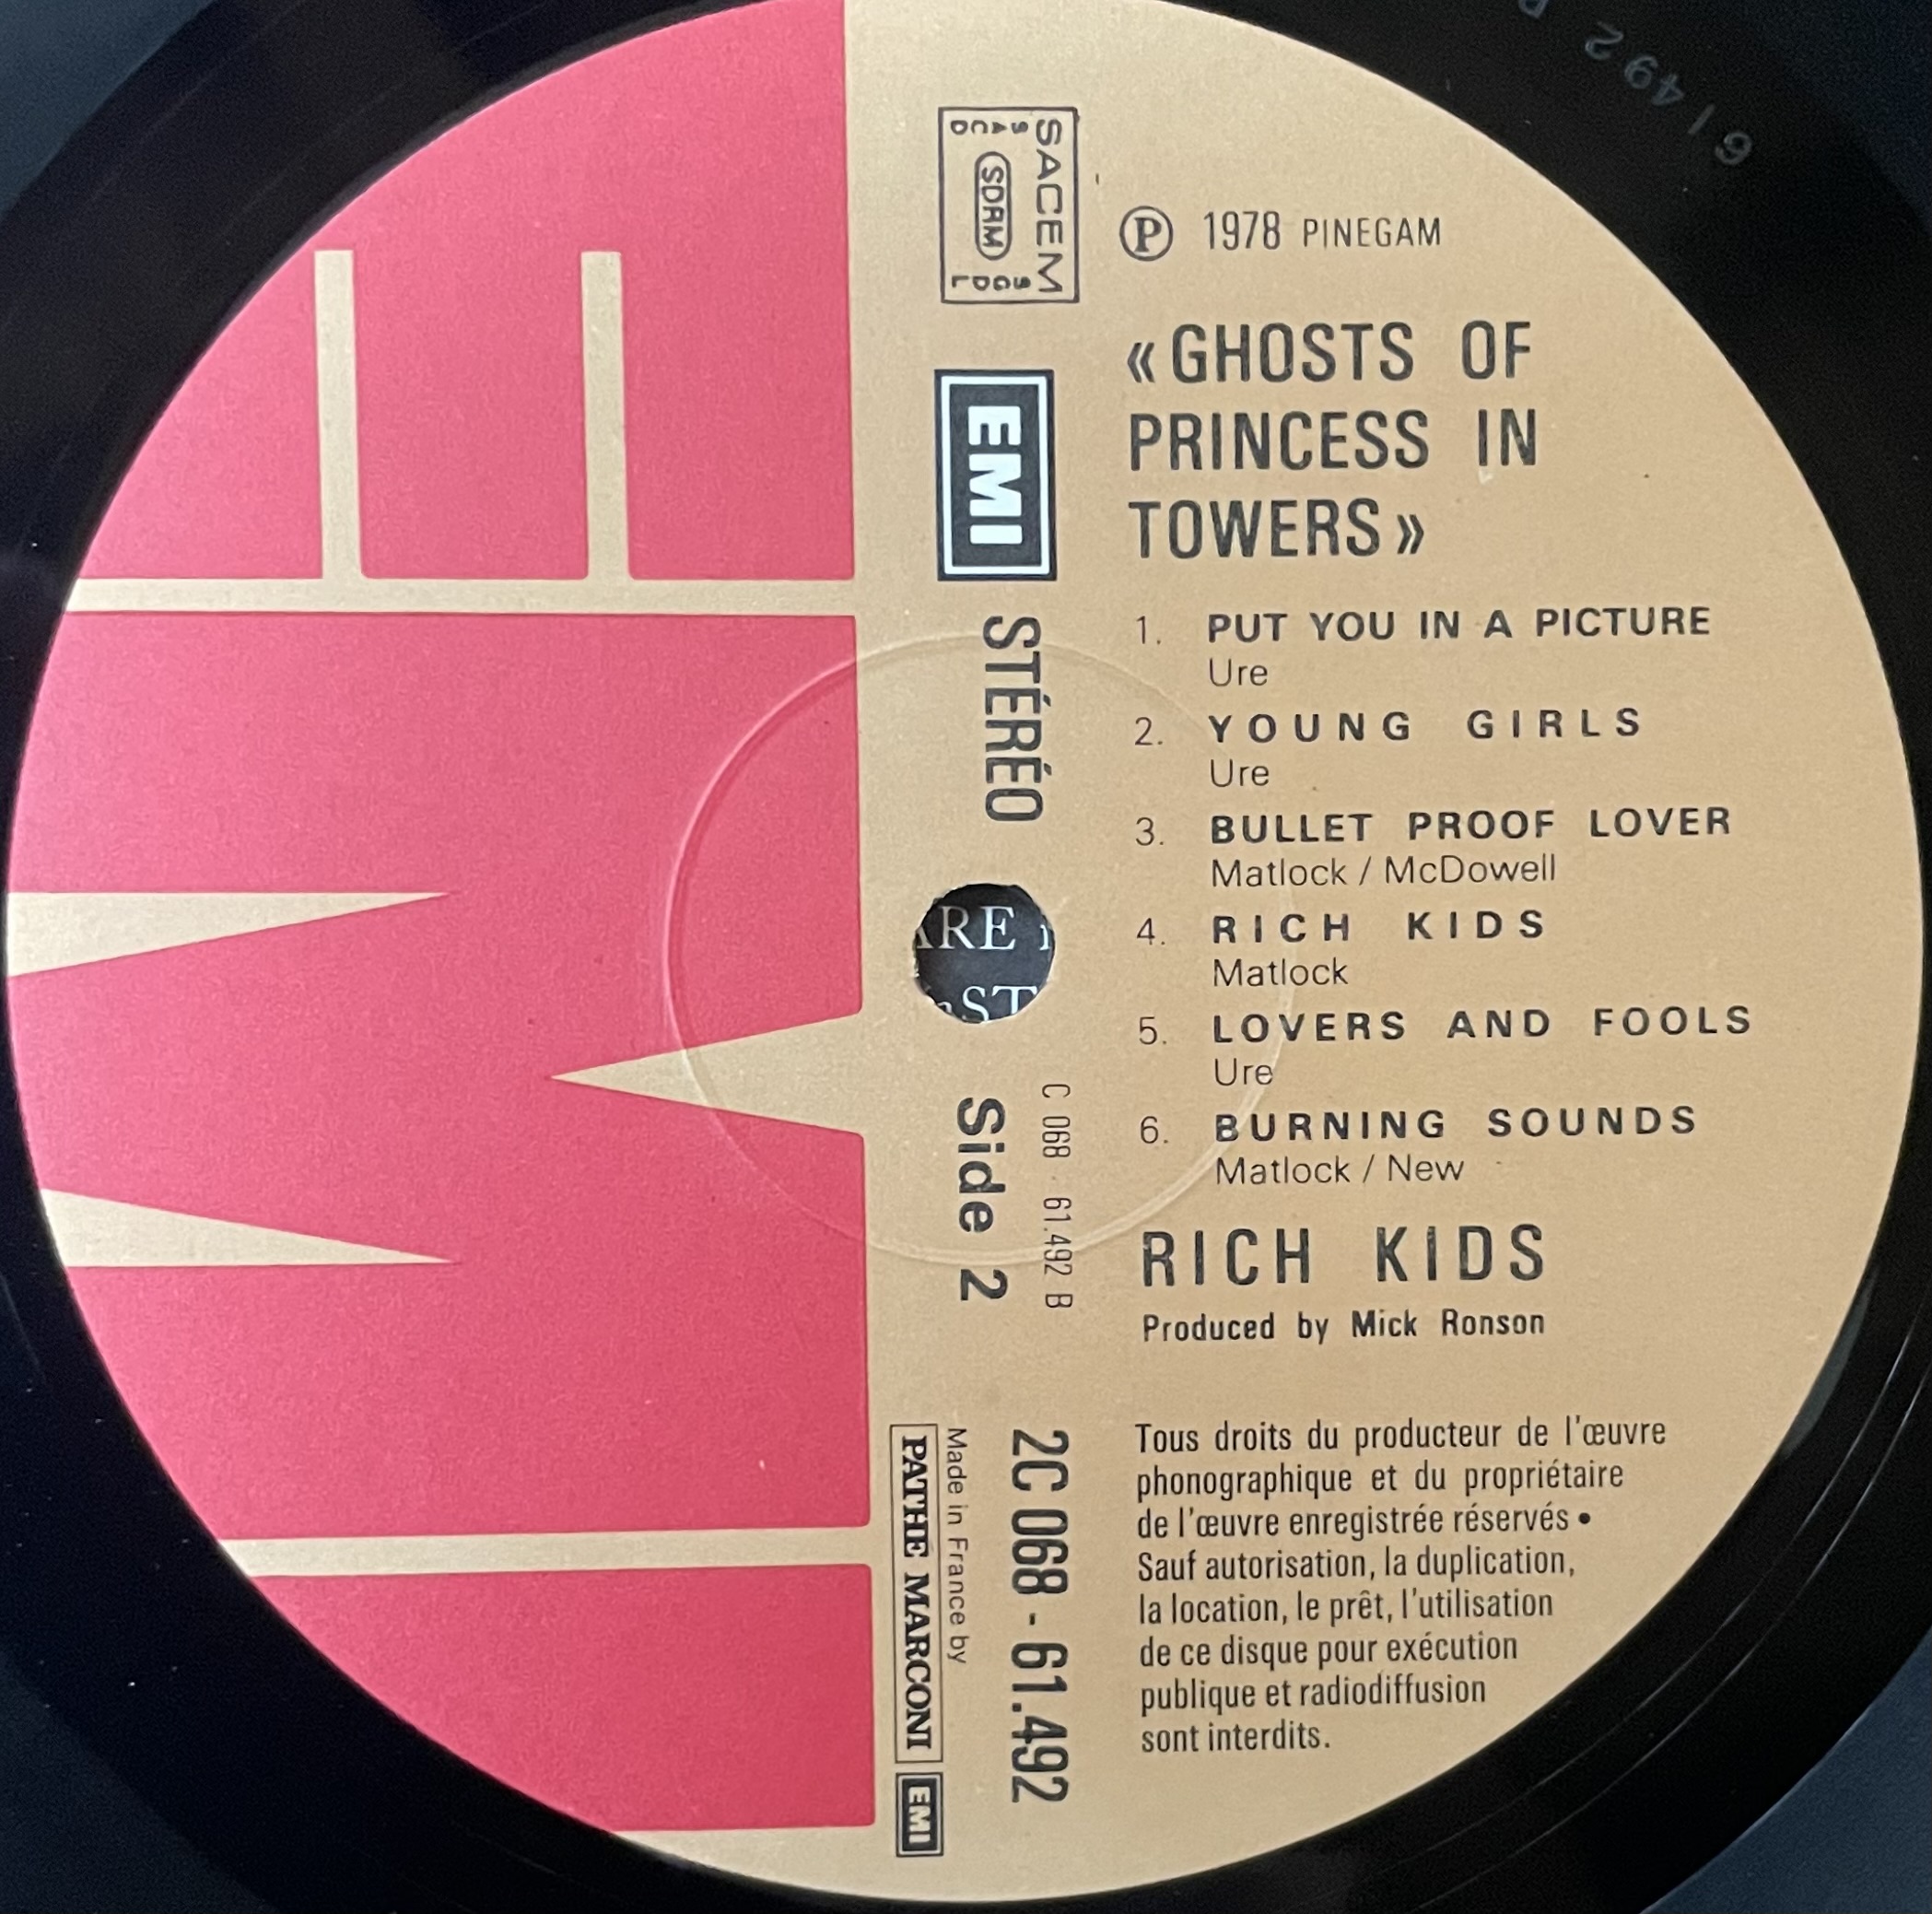 61492
SACEM
SACD
SDRM
SGDL
Ⓟ 1978 PINEGAM
EMI
« GHOSTS OF
PRINCESS IN
TOWERS »
STÉRÉO
1. PUT YOU IN A PICTURE
Ure
2. YOUNG GIRLS
Ure
3. BULLET PROOF LOVER
Matlock / McDowell
4. RICH KIDS
Matlock
5. LOVERS AND FOOLS
Ure
6. BURNING SOUNDS
Matlock / New
Side 2
C 068 · 61.492 B
RICH KIDS
Produced by Mick Ronson
2C 068 - 61.492
Made in France by
PATHE MARCONI
EMI
Tous droits du producteur de l'œuvre
phonographique et du propriétaire
de l'œuvre enregistrée réservés •
Sauf autorisation, la duplication,
la location, le prêt, l'utilisation
de ce disque pour exécution
publique et radiodiffusion
sont interdits.
EMI